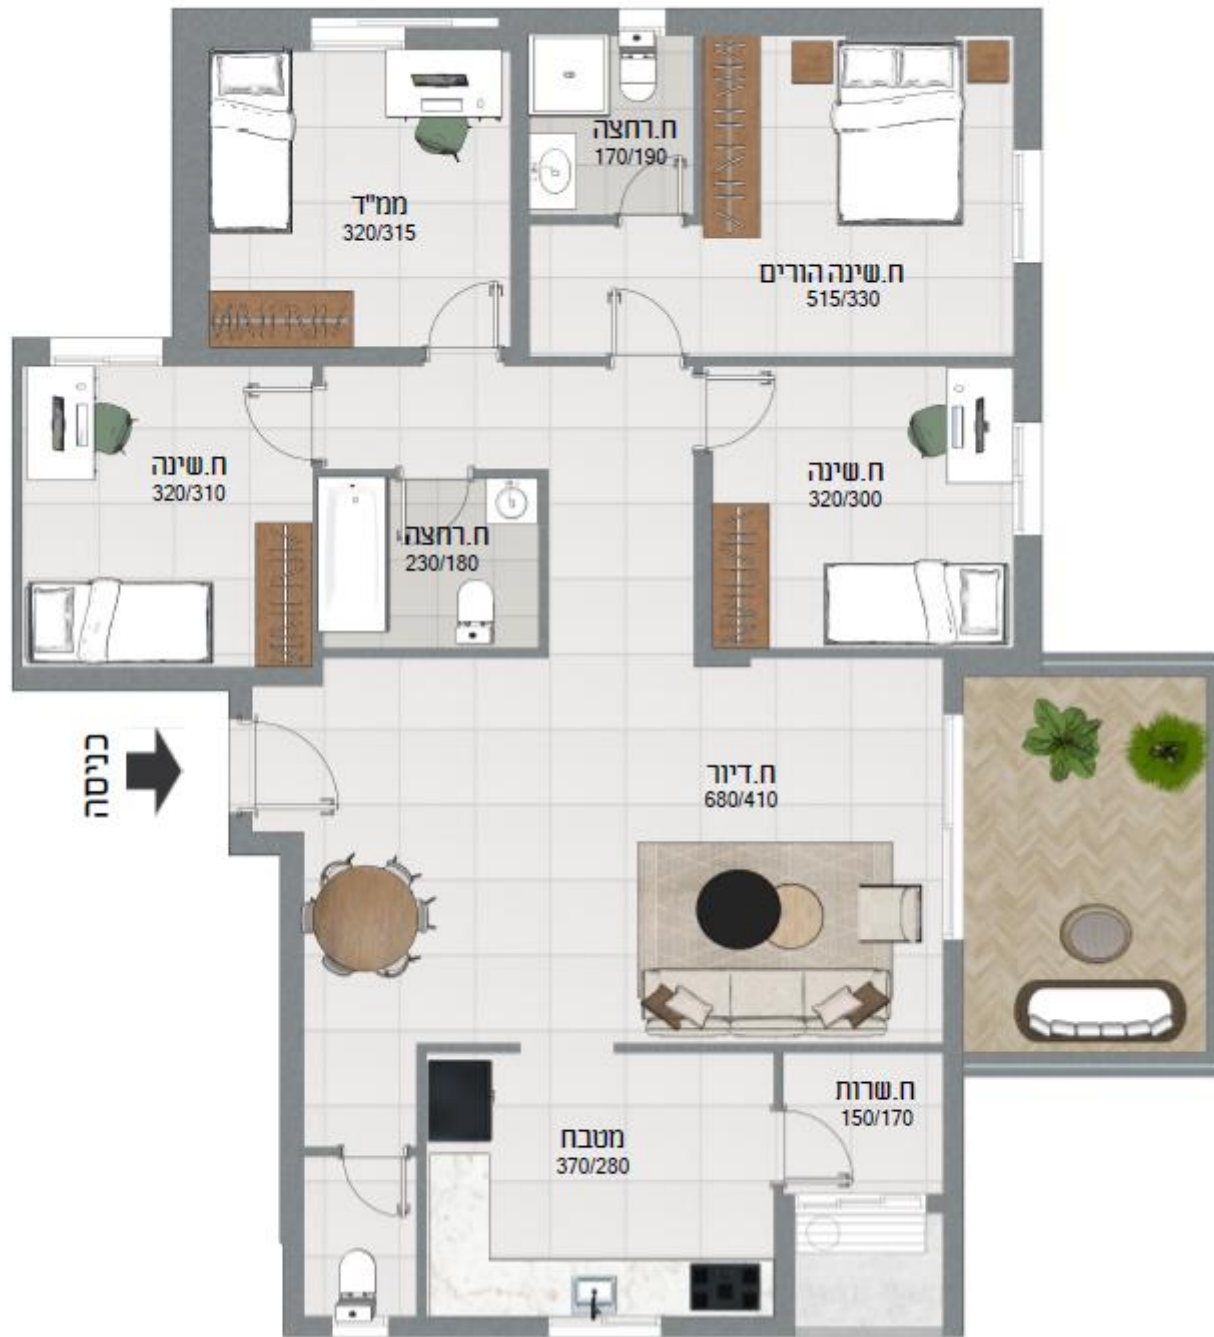 ח.רחצה
170/190
ממ"ד
320/315
ח.שינה הורים
515/330
ח.שינה
320/310
ח.שינה
320/300
ח.רחצה
230/180
כניסה
ח.דיור
680/410
ח.שרות
150/170
מטבח
370/280